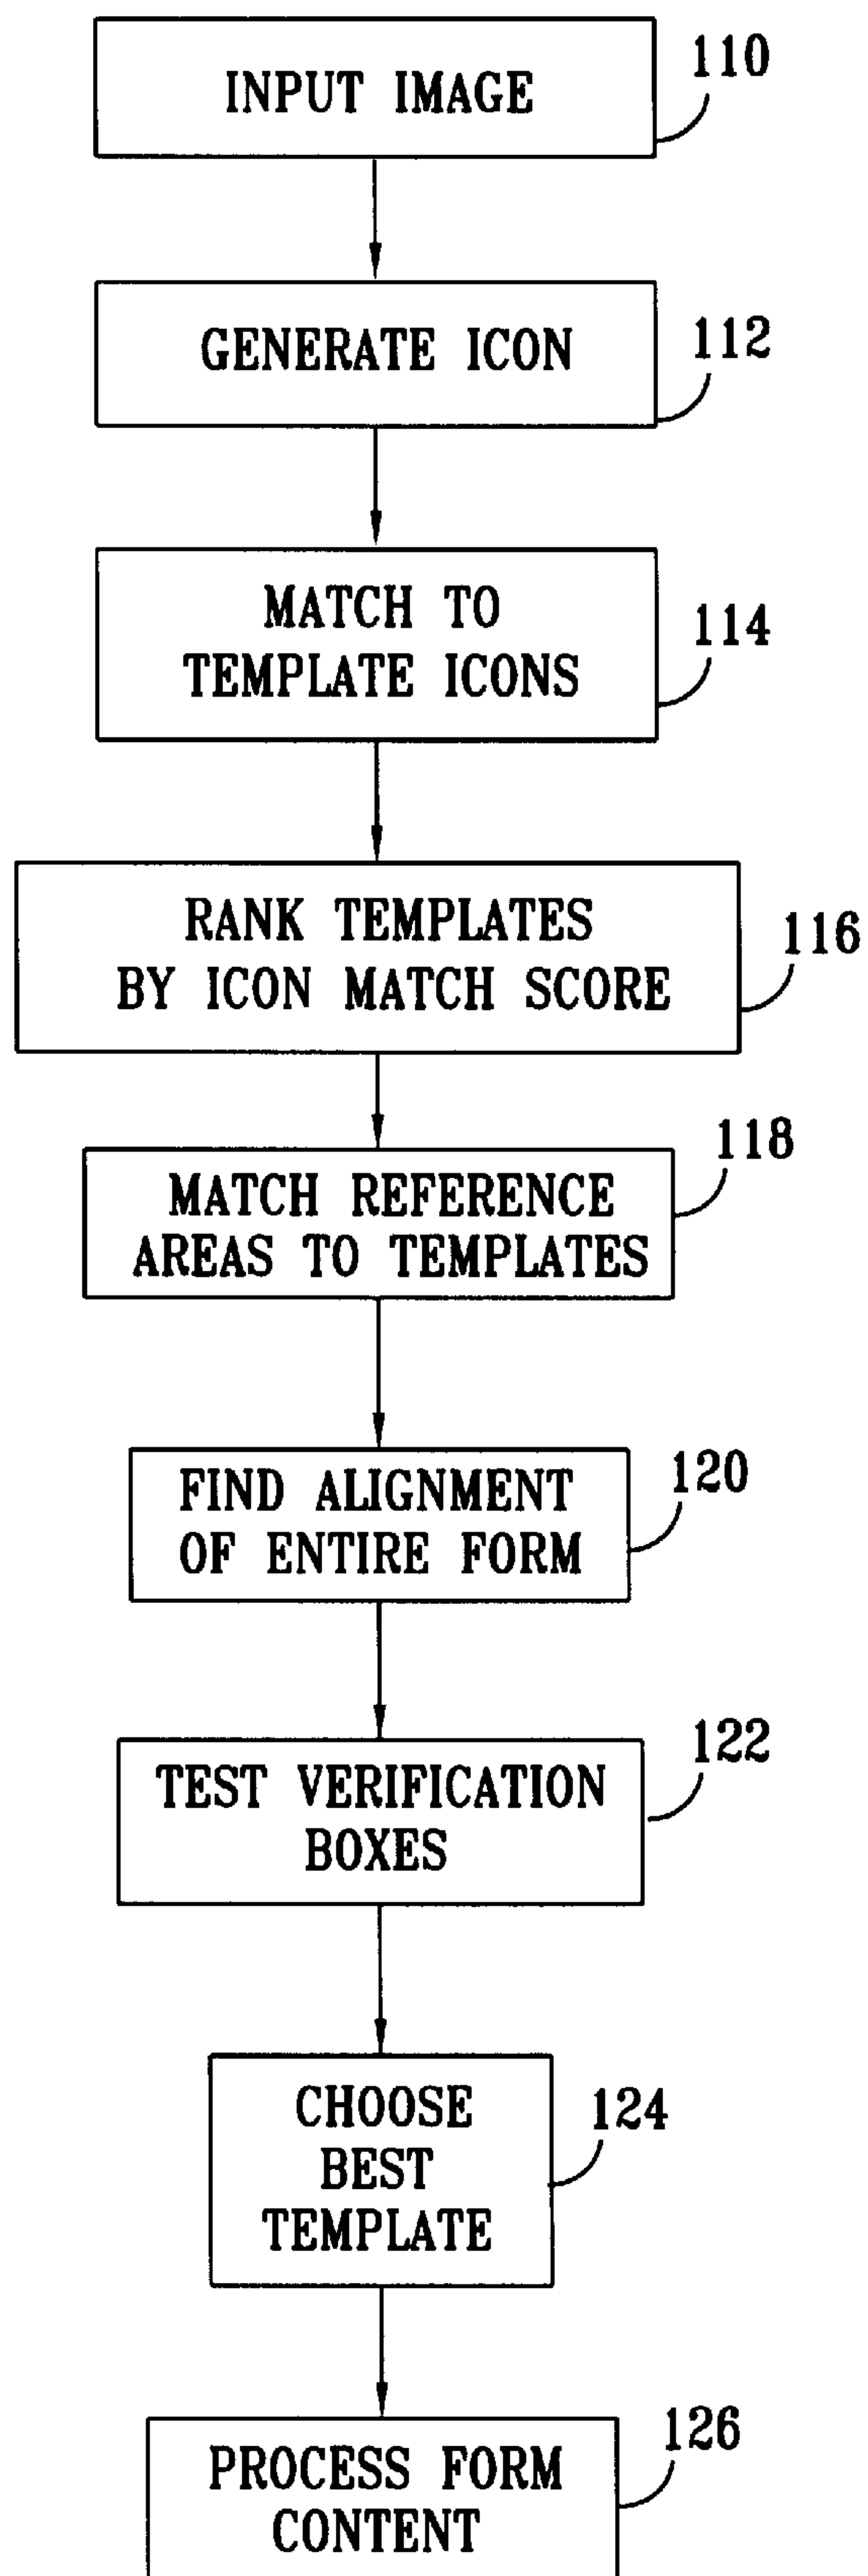 INPUT IMAGE
110
GENERATE ICON
112
MATCH TO
TEMPLATE ICONS
114
RANK TEMPLATES
BY ICON MATCH SCORE
116
118
MATCH REFERENCE
AREAS TO TEMPLATES
FIND ALIGNMENT
OF ENTIRE FORM
120
TEST VERIFICATION
BOXES
122
CHOOSE
BEST
TEMPLATE
124
PROCESS FORM
CONTENT
126